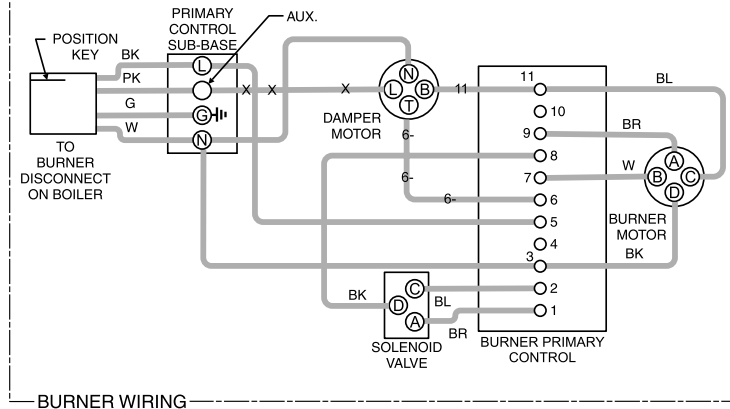 PRIMARY
CONTROL
SUB-BASE
AUX.
POSITION
KEY
BK
PK
G
W
L
G
N
X
X
X
N
L
B
T
DAMPER
MOTOR
11
6-
6-
6-
TO
BURNER
DISCONNECT
ON BOILER
11
10
9
8
7
6
5
4
3
2
1
BL
BR
W
A
B
C
D
BURNER
MOTOR
BK
BK
C
D
A
BL
BR
SOLENOID
VALVE
BURNER PRIMARY
CONTROL
BURNER WIRING